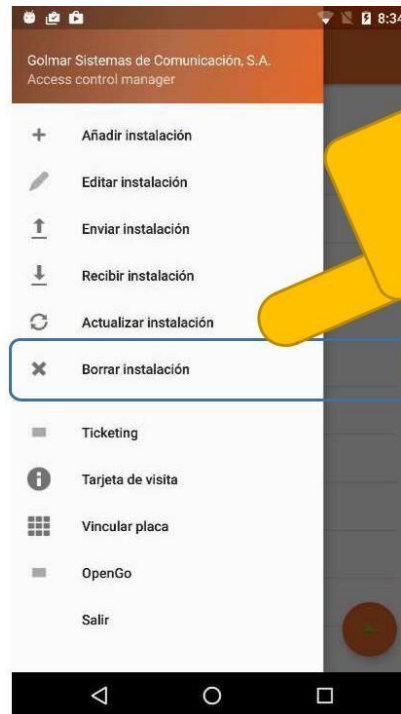 8:34
Golmar Sistemas de Comunicación, S.A.
Access control manager
Añadir instalación
Editar instalación
Enviar instalación
Recibir instalación
Actualizar instalación
Borrar instalación
Ticketing
Tarjeta de visita
Vincular placa
OpenGo
Salir